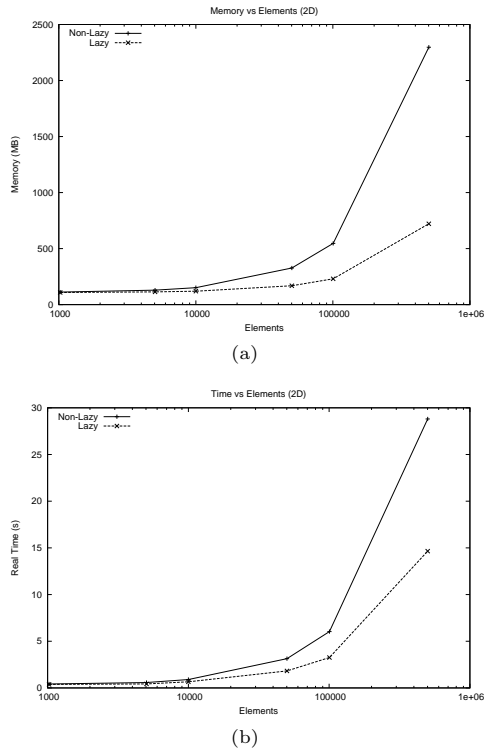 Memory vs Elements (2D)
Non-Lazy
Lazy
2500
2000
1500
1000
500
0
Memory (MB)
1000 10000 100000 1e+06
Elements
(a)
Time vs Elements (2D)
Non-Lazy
Lazy
30
25
20
15
10
5
0
Real Time (s)
1000 10000 100000 1e+06
Elements
(b)